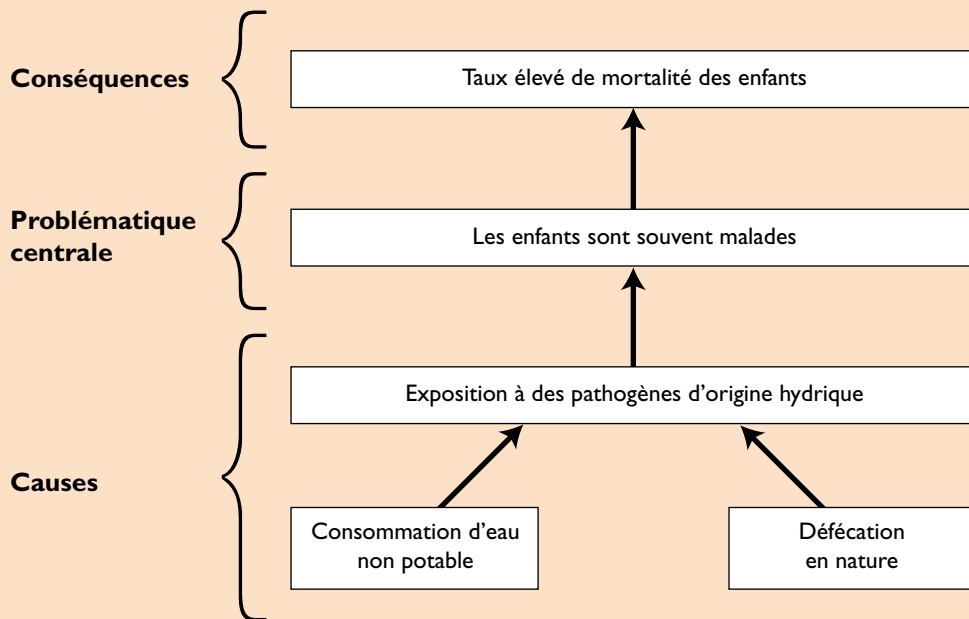 Conséquences
Taux élevé de mortalité des enfants
Problématique
centrale
Les enfants sont souvent malades
Exposition à des pathogènes d'origine hydrique
Causes
Consommation d'eau
non potable
Défécation
en nature